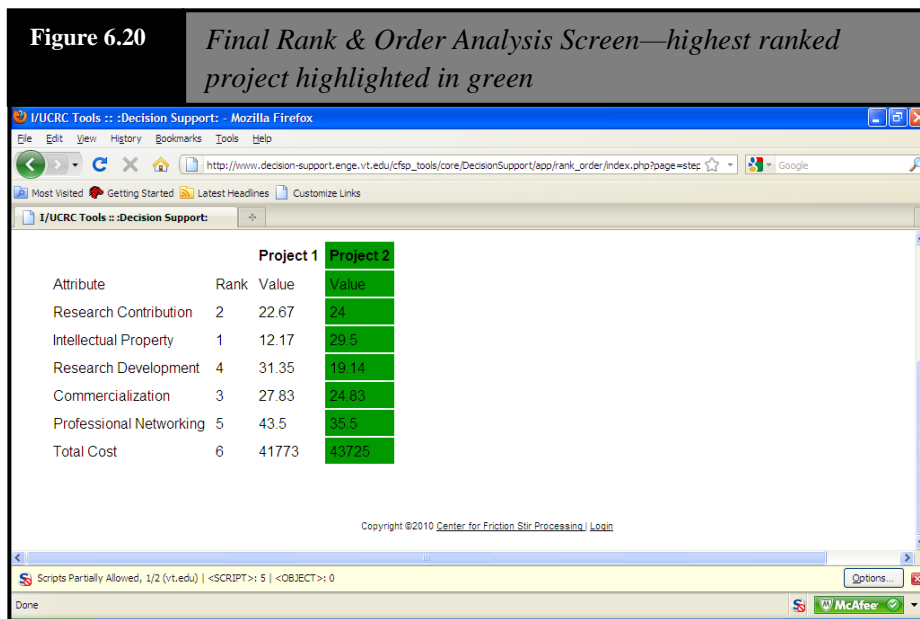 Figure 6.20
Final Rank & Order Analysis Screen—highest ranked
project highlighted in green
I/UCRC Tools :: :Decision Support: - Mozilla Firefox
File Edit View History Bookmarks Tools Help
http://www.decision-support.enge.vt.edu/cfsp_tools/core/DecisionSupport/app/rank_order/index.php?page=step
Google
Most Visited Getting Started Latest Headlines Customize Links
I/UCRC Tools :: :Decision Support:
Project 1 Project 2
Attribute Rank Value Value
Research Contribution 2 22.67 24
Intellectual Property 1 12.17 29.5
Research Development 4 31.35 19.14
Commercialization 3 27.83 24.83
Professional Networking 5 43.5 35.5
Total Cost 6 41773 43725
Copyright ©2010 Center for Friction Stir Processing | Login
Scripts Partially Allowed, 1/2 (vt.edu) | <SCRIPT>: 5 | <OBJECT>: 0
Options...
Done
McAfee